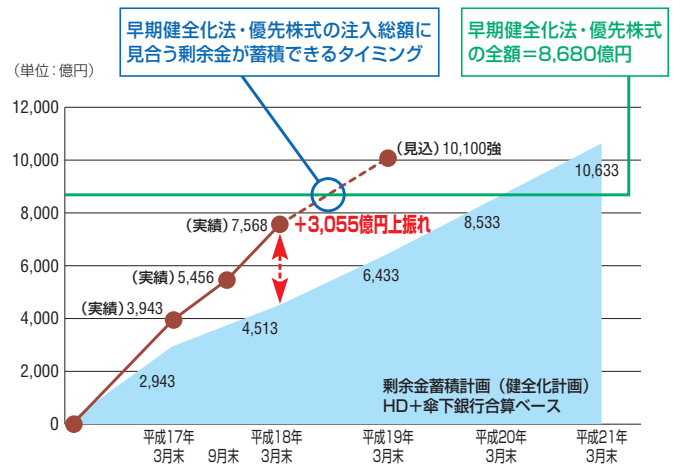 早期健全化法・優先株式の注入総額に
見合う剰余金が蓄積できるタイミング
早期健全化法・優先株式
の全額=8,680億円
(単位:億円)
12,000
10,000
8,000
6,000
4,000
2,000
0
(見込)10,100強
(実績)7,568
+3,055億円上振れ
(実績)5,456
(実績)3,943
10,633
8,533
6,433
4,513
2,943
剰余金蓄積計画(健全化計画)
HD+傘下銀行合算ベース
平成17年
3月末
9月末
平成18年
3月末
平成19年
3月末
平成20年
3月末
平成21年
3月末